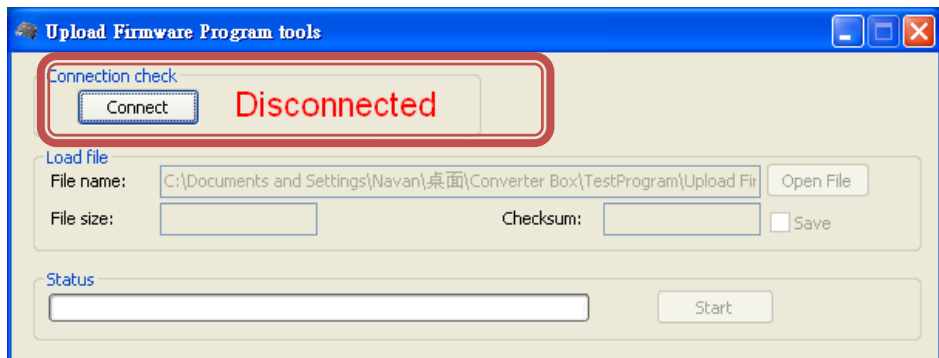 Upload Firmware Program tools
Connection check
Connect Disconnected
Load file
File name: C:\Documents and Settings\Navan\桌面\Converter Box\TestProgram\Upload Fir Open File
File size: Checksum: Save
Status
Start